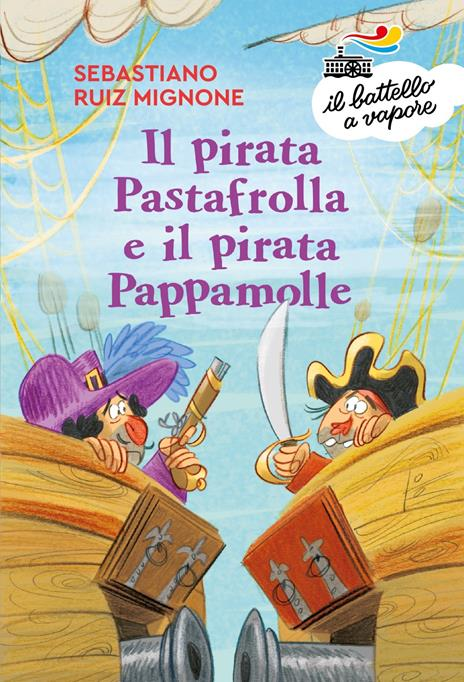 SEBASTIANO
RUIZ MIGNONE
il battello
a vapore
Il pirata
Pastafrolla
e il pirata
Pappamolle